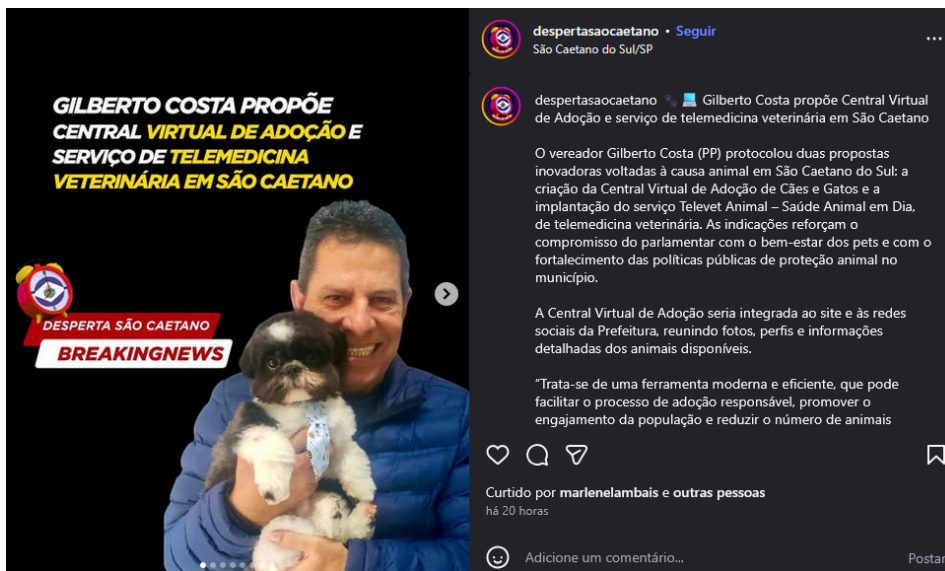 GILBERTO COSTA PROPÕE
CENTRAL VIRTUAL DE ADOÇÃO E
SERVIÇO DE TELEMEDICINA
VETERINÁRIA EM SÃO CAETANO
DESPERTA SÃO CAETANO
BREAKINGNEWS
despertasaocaetano • Seguir
São Caetano do Sul/SP
despertasaocaetano 🐾 💻 Gilberto Costa propõe Central Virtual
de Adoção e serviço de telemedicina veterinária em São Caetano
O vereador Gilberto Costa (PP) protocolou duas propostas
inovadoras voltadas à causa animal em São Caetano do Sul: a
criação da Central Virtual de Adoção de Cães e Gatos e a
implantação do serviço Televet Animal – Saúde Animal em Dia,
de telemedicina veterinária. As indicações reforçam o
compromisso do parlamentar com o bem-estar dos pets e com o
fortalecimento das políticas públicas de proteção animal no
município.
A Central Virtual de Adoção seria integrada ao site e às redes
sociais da Prefeitura, reunindo fotos, perfis e informações
detalhadas dos animais disponíveis.
“Trata-se de uma ferramenta moderna e eficiente, que pode
facilitar o processo de adoção responsável, promover o
engajamento da população e reduzir o número de animais
Curtido por marlenelambais e outras pessoas
há 20 horas
Adicione um comentário...
Postar